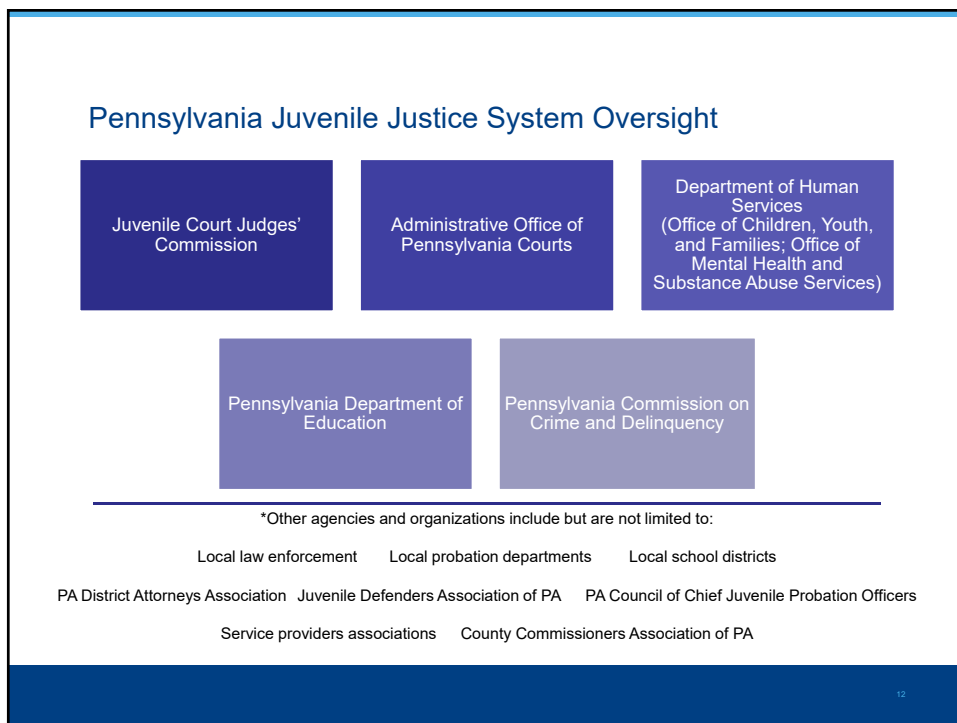 Pennsylvania Juvenile Justice System Oversight
Juvenile Court Judges’
Commission
Administrative Office of
Pennsylvania Courts
Department of Human
Services
(Office of Children, Youth,
and Families; Office of
Mental Health and
Substance Abuse Services)
Pennsylvania Department of
Education
Pennsylvania Commission on
Crime and Delinquency
*Other agencies and organizations include but are not limited to:
Local law enforcement Local probation departments Local school districts
PA District Attorneys Association Juvenile Defenders Association of PA PA Council of Chief Juvenile Probation Officers
Service providers associations County Commissioners Association of PA
12